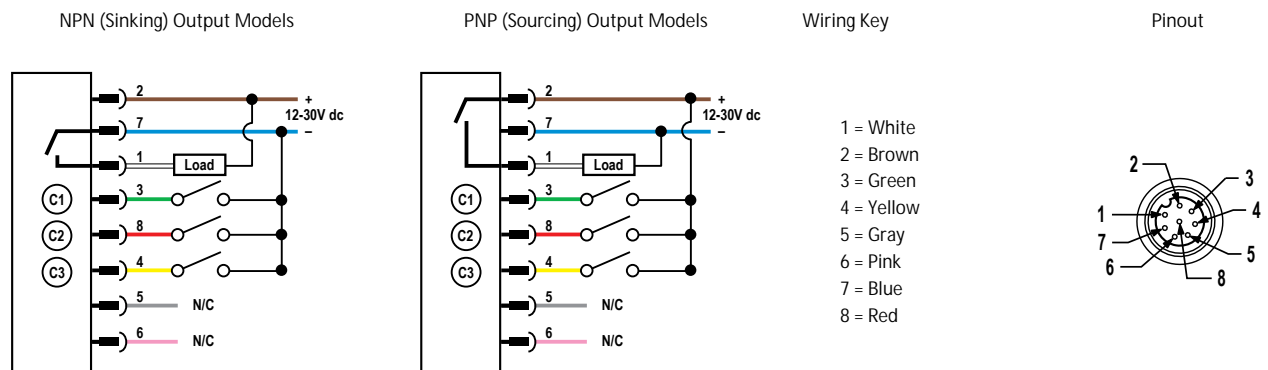 NPN (Sinking) Output Models
2
+
12-30V dc
7
–
1
Load
C1
3
C2
8
C3
4
5
N/C
6
N/C
PNP (Sourcing) Output Models
2
+
12-30V dc
7
–
1
Load
C1
3
C2
8
C3
4
5
N/C
6
N/C
Wiring Key
1 = White
2 = Brown
3 = Green
4 = Yellow
5 = Gray
6 = Pink
7 = Blue
8 = Red
Pinout
2
3
1
4
7
5
6
8